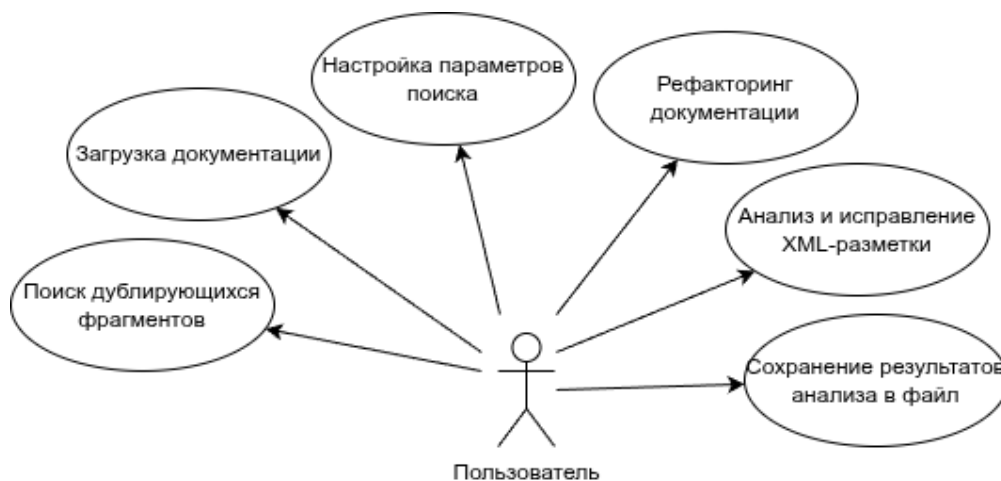 Настройка параметров
поиска
Рефакторинг
документации
Загрузка документации
Анализ и исправление
XML-разметки
Поиск дублирующихся
фрагментов
Сохранение результатов
анализа в файл
Пользователь